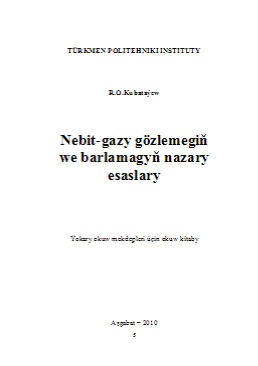 TÜRKMEN POLITEHNIKI INSTITUTY
R.O.Kubataýew
Nebit-gazy gözlemegiň
we barlamagyň nazary
esaslary
Ýokary okuw mekdepleri üçin okuw kitaby
Aşgabat – 2010
5